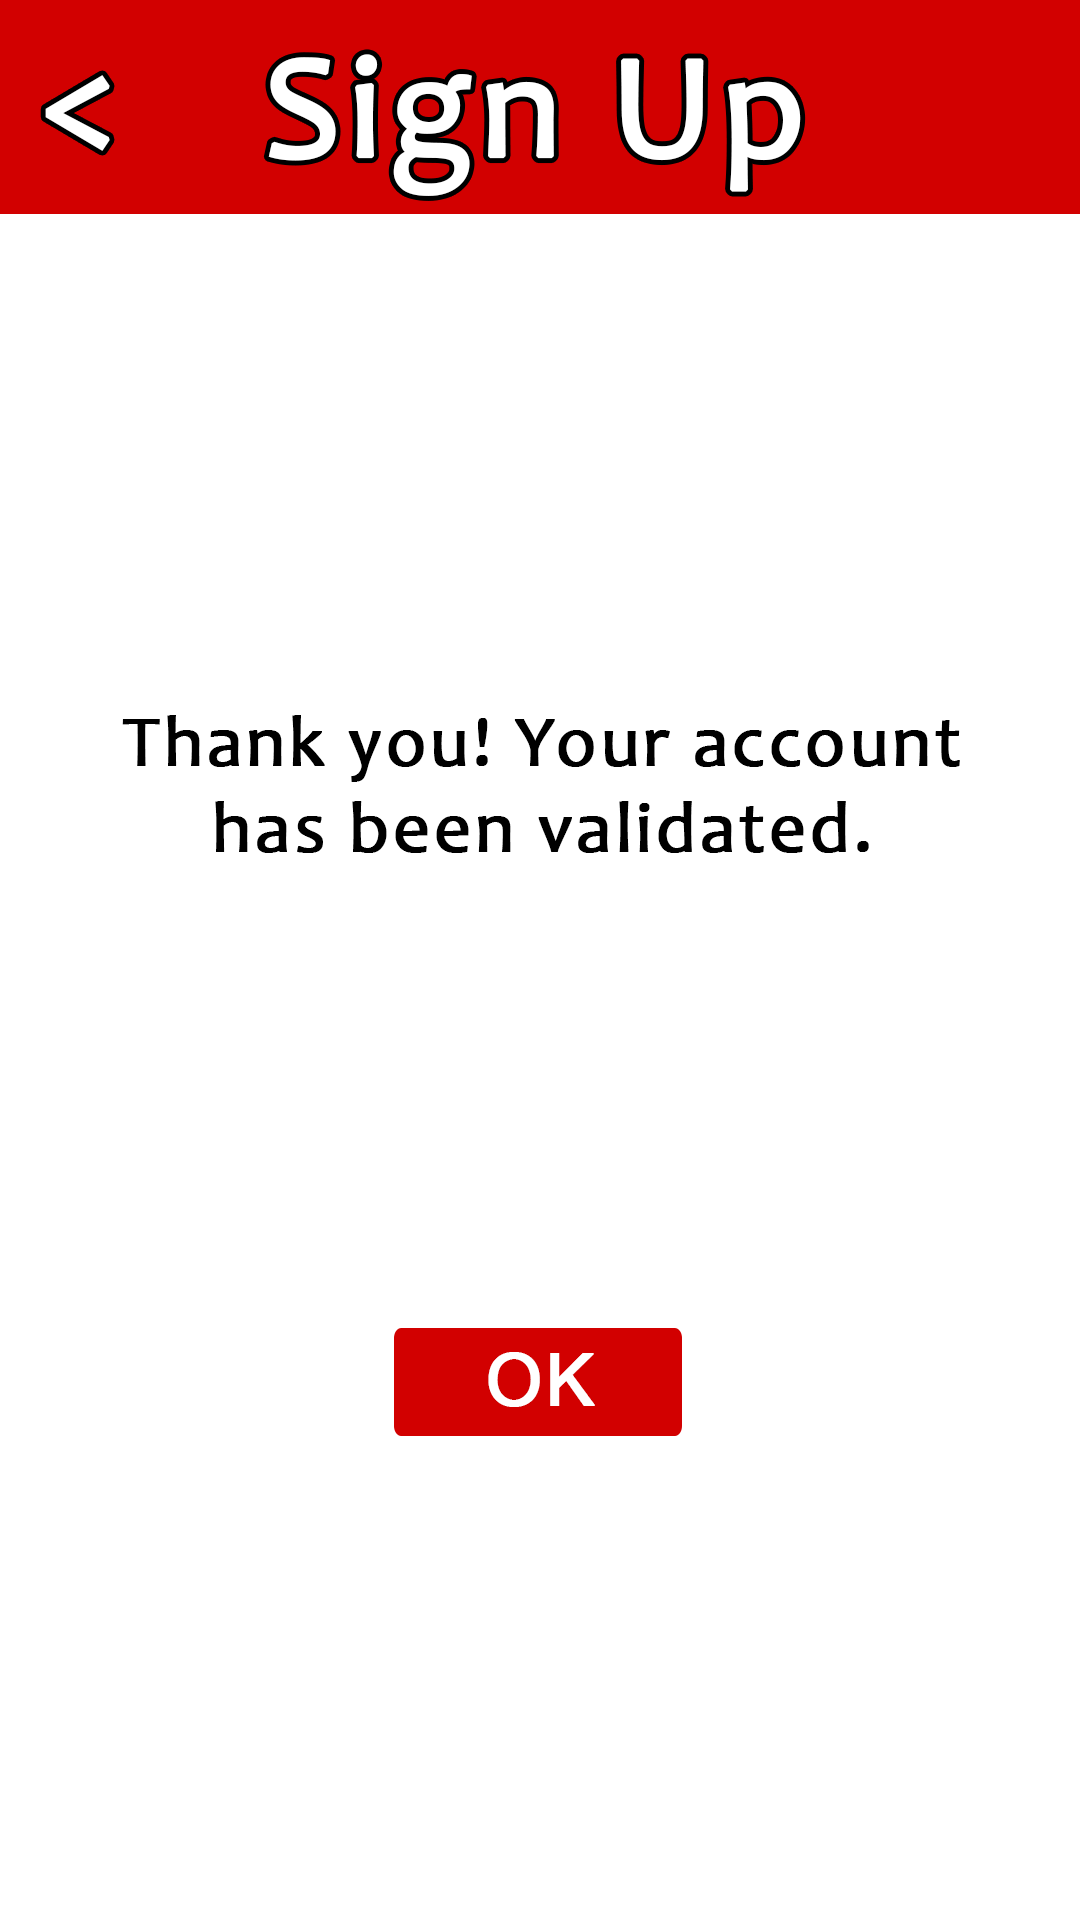 < Sign Up
Thank you! Your account
has been validated.
OK